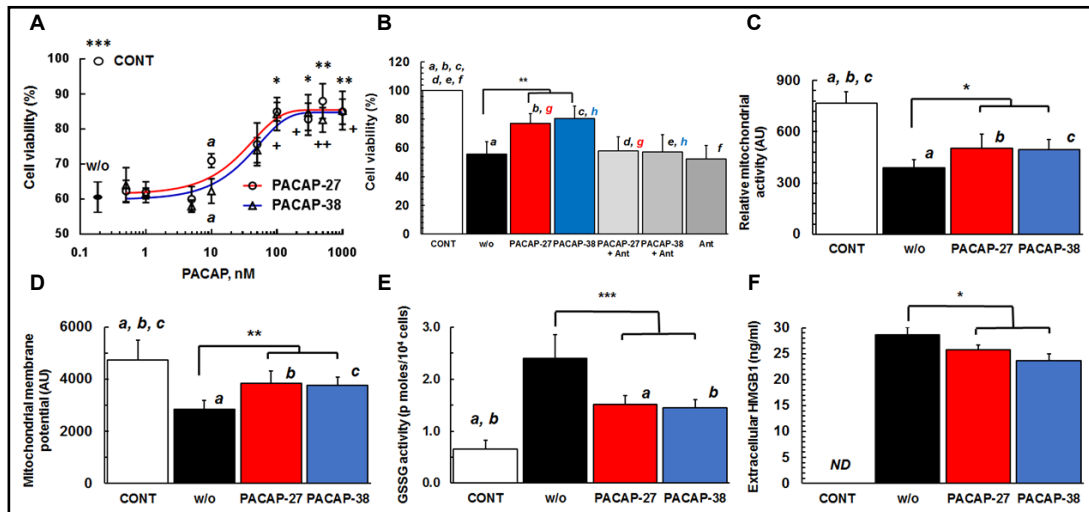 A
***
CONT
Cell viability (%)
100
90
80
70
60
50
w/o
a
a
*
*
**
**
+
+
++
+
PACAP-27
PACAP-38
1
10
100
1000
PACAP, nM
B
Cell viability (%)
140
120
100
80
60
40
20
0
a, b, c,
d, e, f
**
a
b, g
c, h
d, g
e, h
f
CONT
w/o
PACAP-27
PACAP-38
PACAP-27
+ Ant
PACAP-38
+ Ant
Ant
C
Relative mitochondrial
activity (AU)
900
600
300
0
a, b, c
*
a
b
c
CONT
w/o
PACAP-27
PACAP-38
D
Mitochondrial membrane
potential (AU)
6000
4000
2000
0
a, b, c
**
a
b
c
CONT
w/o
PACAP-27
PACAP-38
E
GSSG activity (p moles/10⁴ cells)
3.0
2.0
1.0
0.0
a, b
***
a
b
CONT
w/o
PACAP-27
PACAP-38
F
Extracellular HMGB1 (ng/ml)
30
25
20
15
10
5
0
ND
*
CONT
w/o
PACAP-27
PACAP-38